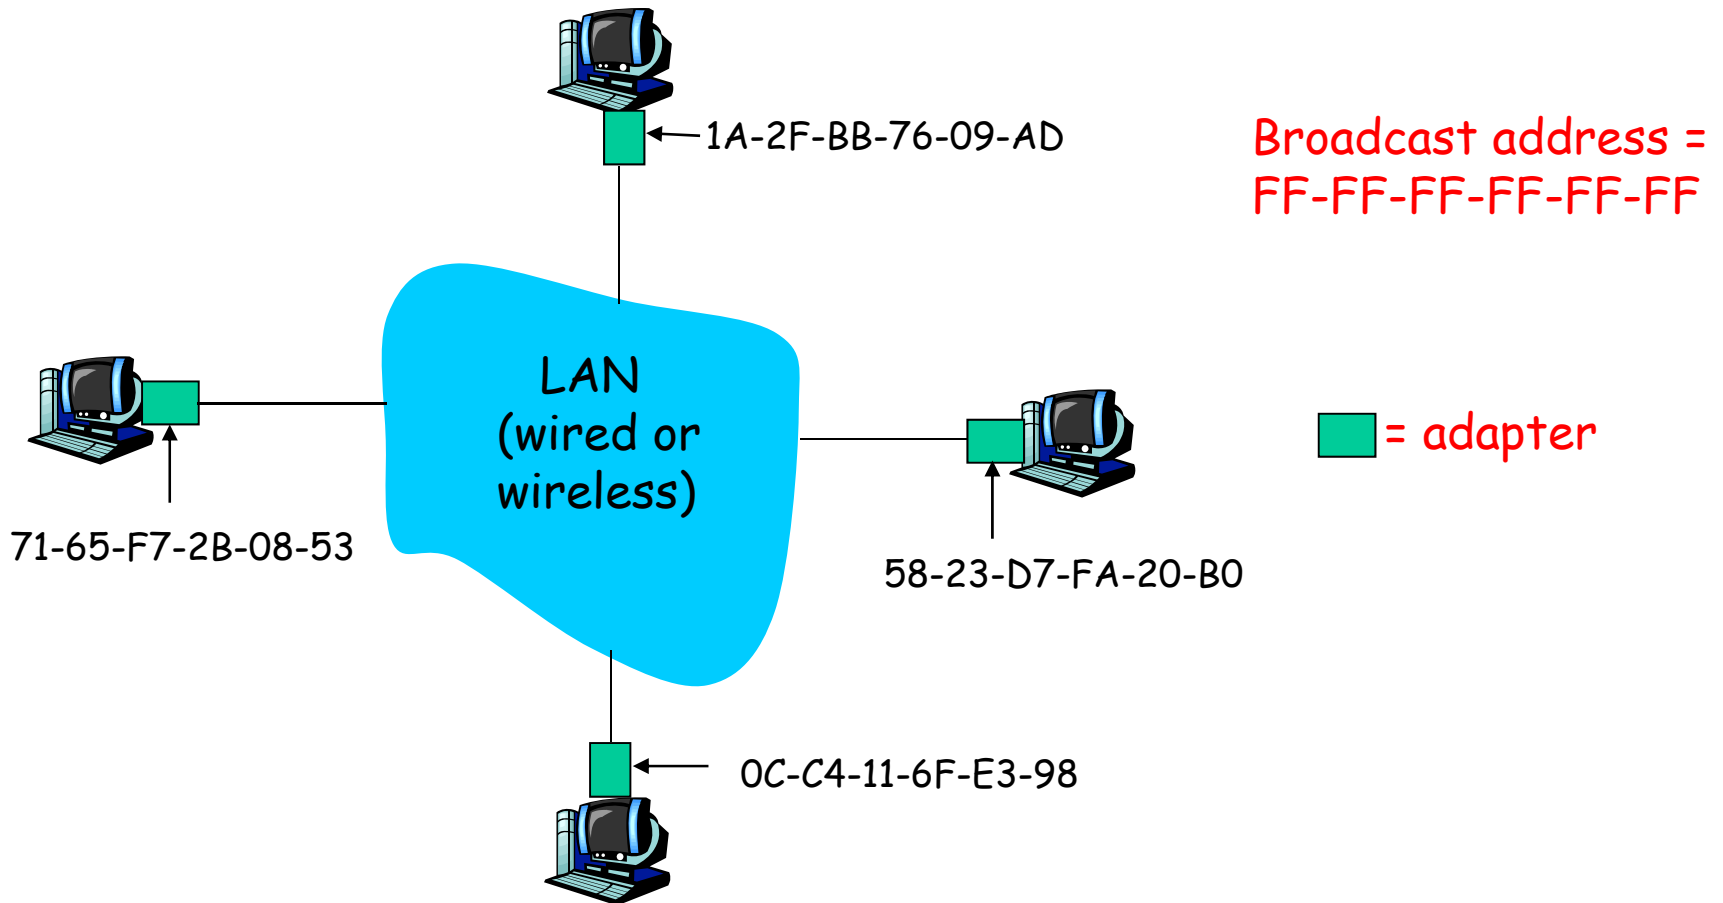 1A-2F-BB-76-09-AD
Broadcast address =
FF-FF-FF-FF-FF-FF
LAN
(wired or
wireless)
= adapter
71-65-F7-2B-08-53
58-23-D7-FA-20-B0
0C-C4-11-6F-E3-98